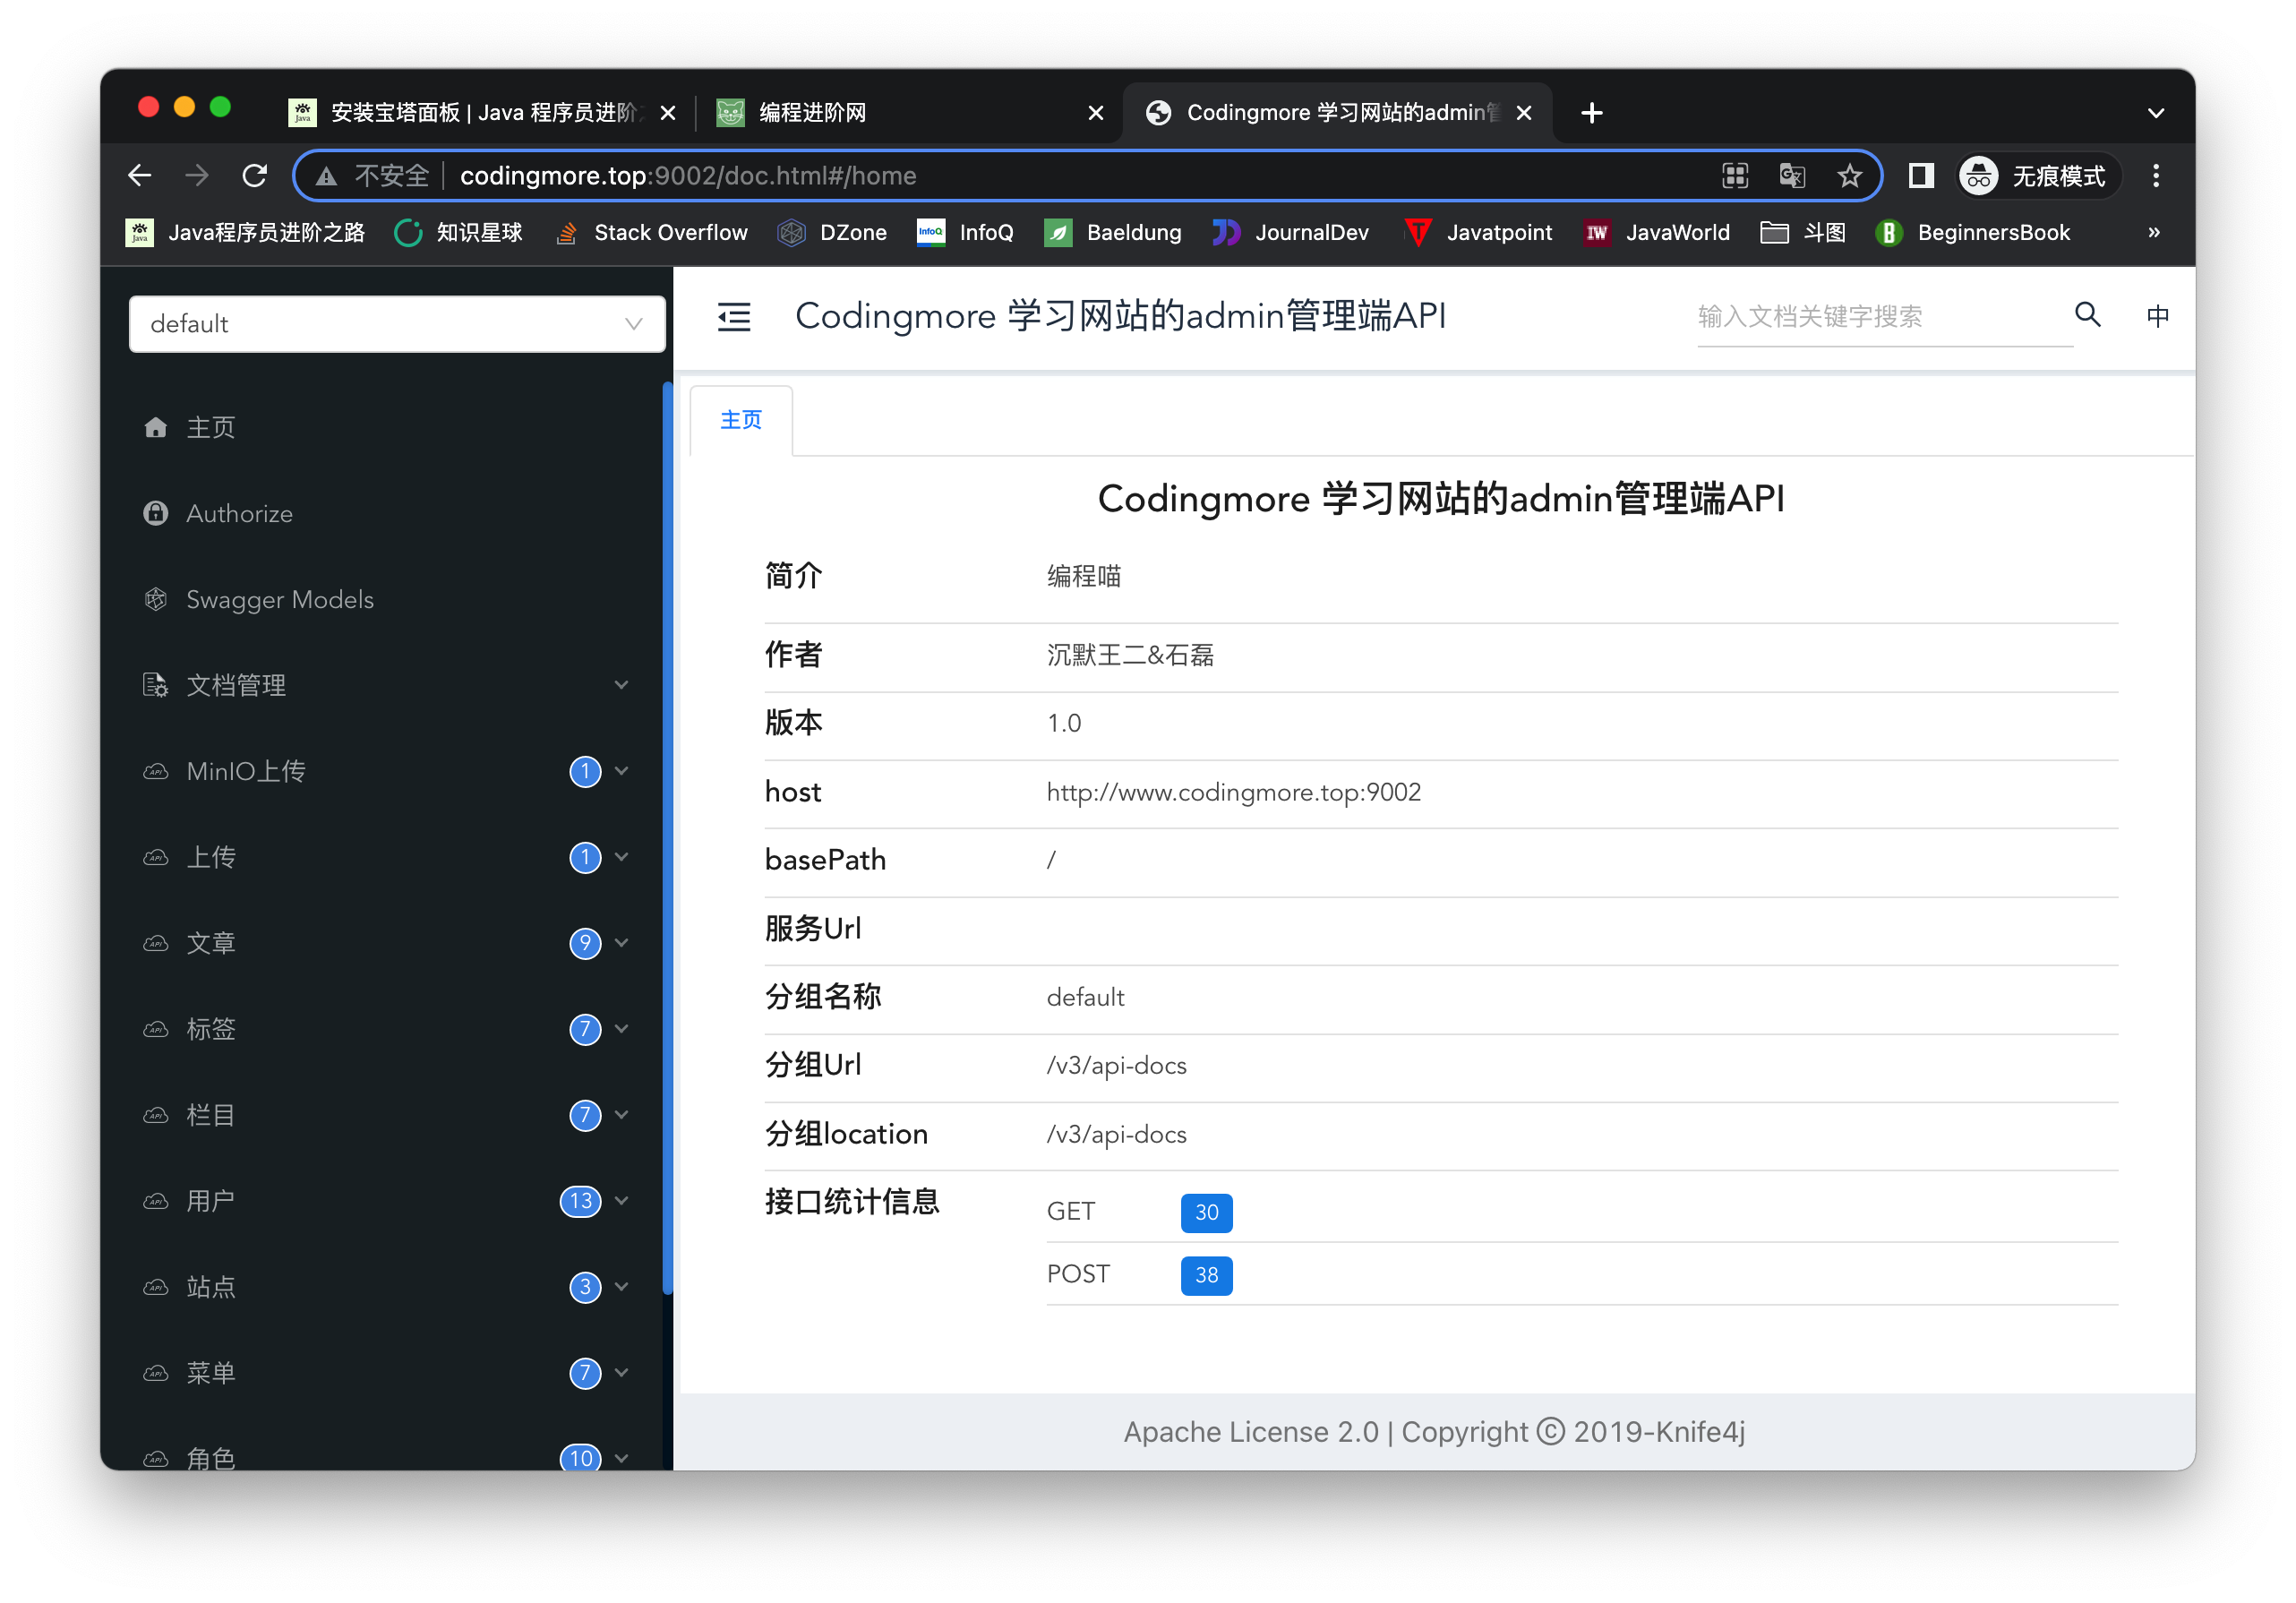 安装宝塔面板 | Java 程序员进阶
编程进阶网
Codingmore 学习网站的admin管
不安全
codingmore.top:9002/doc.html#/home
无痕模式
Java程序员进阶之路
知识星球
Stack Overflow
DZone
InfoQ
InfoQ
Baeldung
JournalDev
Javatpoint
JavaWorld
斗图
BeginnersBook
»
default
Codingmore 学习网站的admin管理端API
输入文档关键字搜索
中
主页
Authorize
Swagger Models
文档管理
MinIO上传 1
上传 1
文章 9
标签 7
栏目 7
用户 13
站点 3
菜单 7
角色 10
主页
Codingmore 学习网站的admin管理端API
简介 编程喵
作者 沉默王二&石磊
版本 1.0
host http://www.codingmore.top:9002
basePath /
服务Url
分组名称 default
分组Url /v3/api-docs
分组location /v3/api-docs
接口统计信息 GET 30
POST 38
Apache License 2.0 | Copyright © 2019-Knife4j